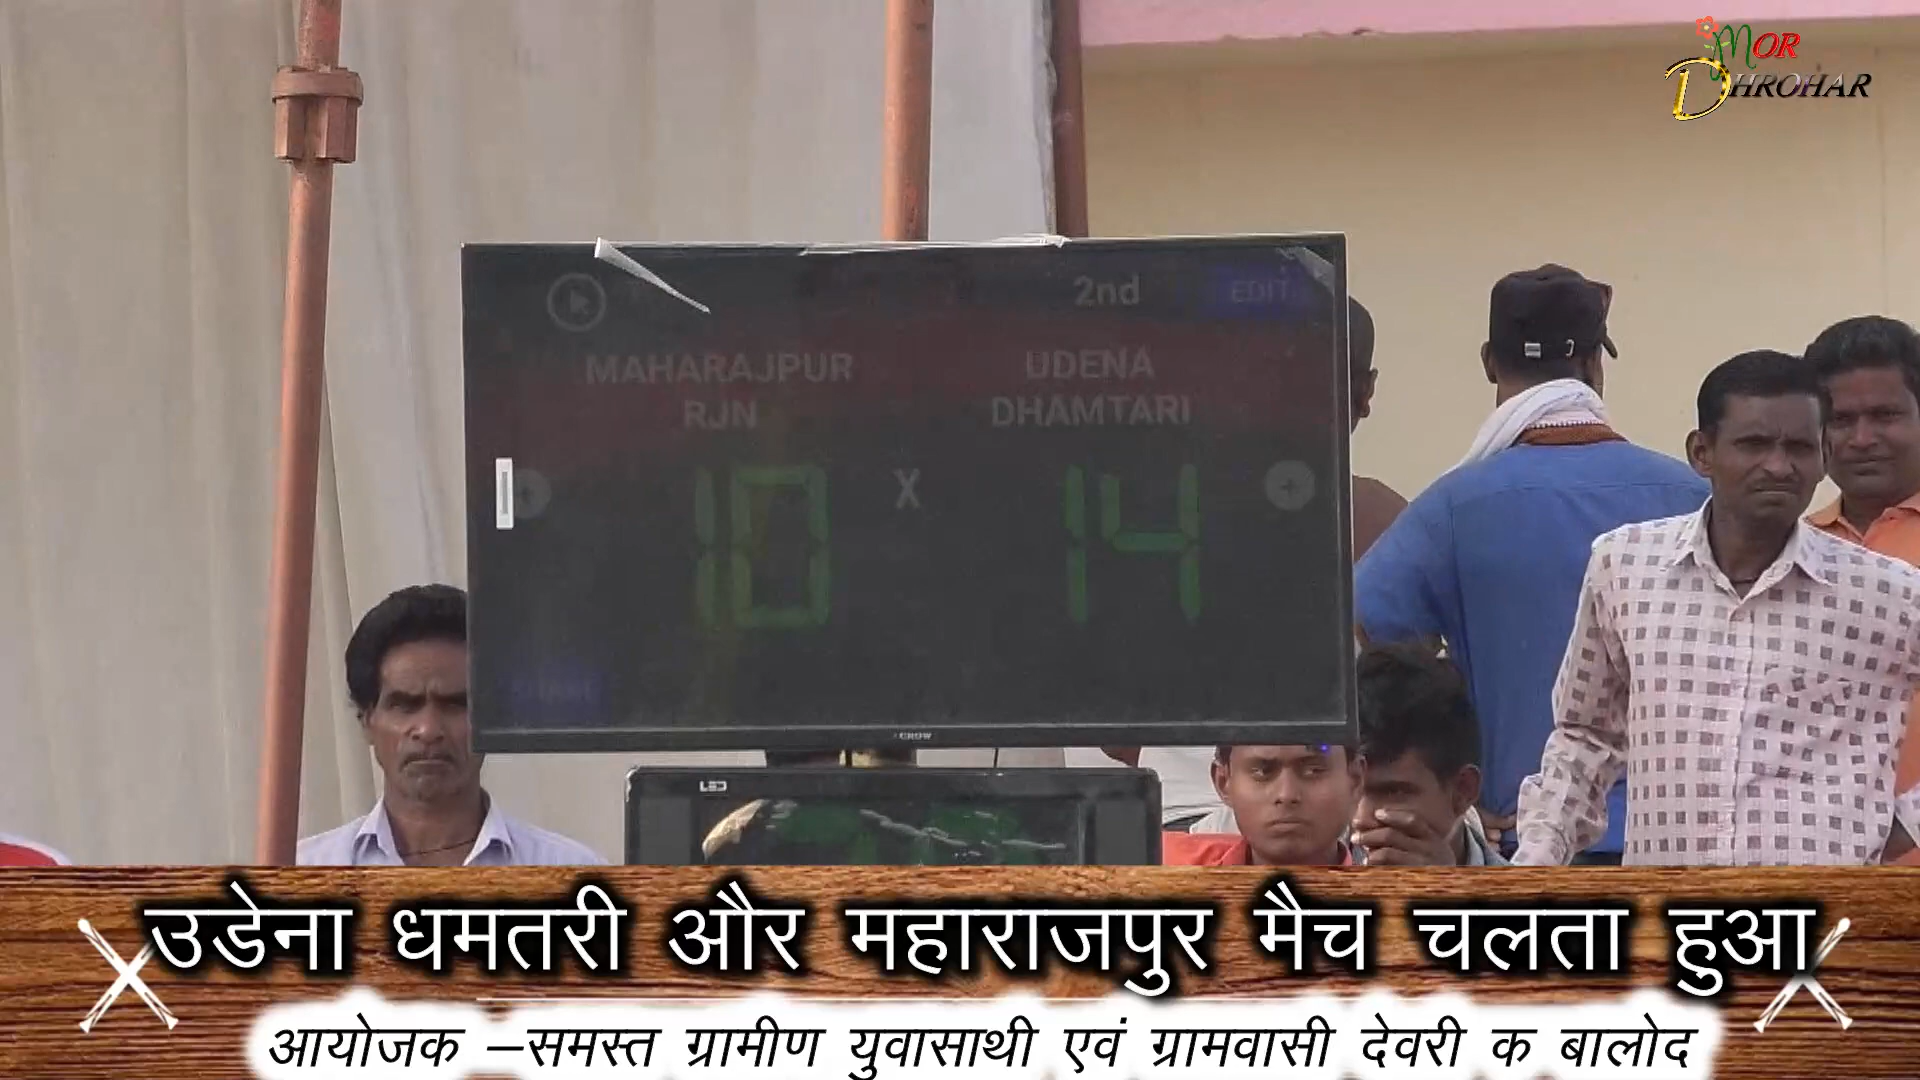 MOR
DHROHAR
2nd EDIT
MAHARAJPUR UDENA
RJN DHAMTARI
10 X 14
CROW
LED
उडेना धमतरी और महाराजपुर मैच चलता हुआ
आयोजक –समस्त ग्रामीण युवासाथी एवं ग्रामवासी देवरी क बालोद